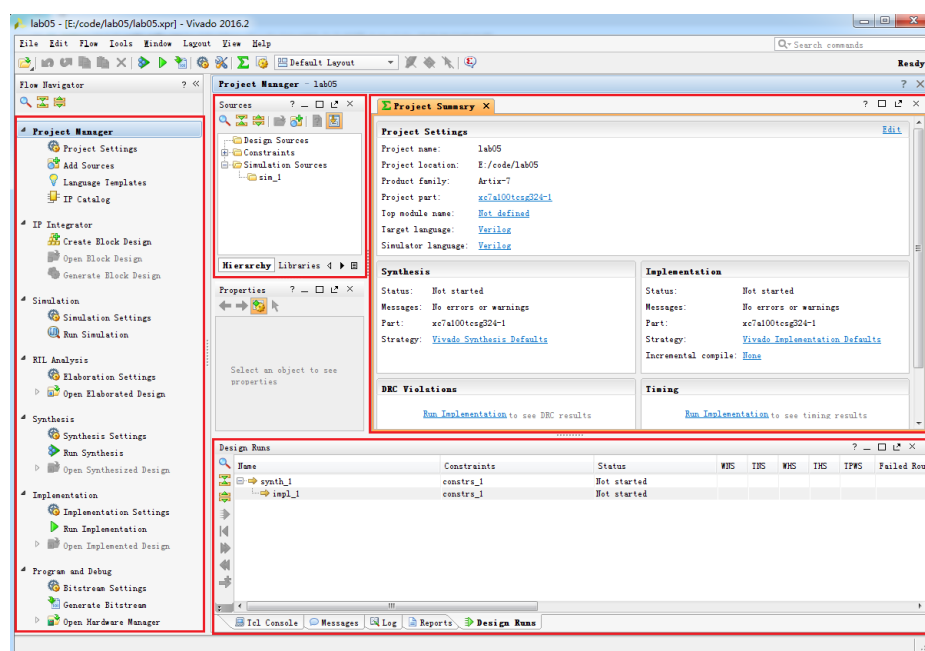 lab05 - [E:/code/lab05/lab05.xpr] - Vivado 2016.2
File Edit Flow Tools Window Layout View Help
Search commands
Default Layout
Ready
Flow Navigator
Project Manager
Project Settings
Add Sources
Language Templates
IP Catalog
IP Integrator
Create Block Design
Open Block Design
Generate Block Design
Simulation
Simulation Settings
Run Simulation
RTL Analysis
Elaboration Settings
Open Elaborated Design
Synthesis
Synthesis Settings
Run Synthesis
Open Synthesized Design
Implementation
Implementation Settings
Run Implementation
Open Implemented Design
Program and Debug
Bitstream Settings
Generate Bitstream
Open Hardware Manager
Project Manager - lab05
Sources
Design Sources
Constraints
Simulation Sources
sim_1
Hierarchy Libraries
Properties
Select an object to see
properties
Project Summary
Project Settings Edit
Project name: lab05
Project location: E:/code/lab05
Product family: Artix-7
Project part: xc7a100tcsg324-1
Top module name: Not defined
Target language: Verilog
Simulator language: Verilog
Synthesis
Status: Not started
Messages: No errors or warnings
Part: xc7a100tcsg324-1
Strategy: Vivado Synthesis Defaults
Implementation
Status: Not started
Messages: No errors or warnings
Part: xc7a100tcsg324-1
Strategy: Vivado Implementation Defaults
Incremental compile: None
DRC Violations
Run Implementation to see DRC results
Timing
Run Implementation to see timing results
Design Runs
Name Constraints Status WNS TNS WHS THS TPWS Failed Rou
synth_1 constrs_1 Not started
impl_1 constrs_1 Not started
Tcl Console Messages Log Reports Design Runs